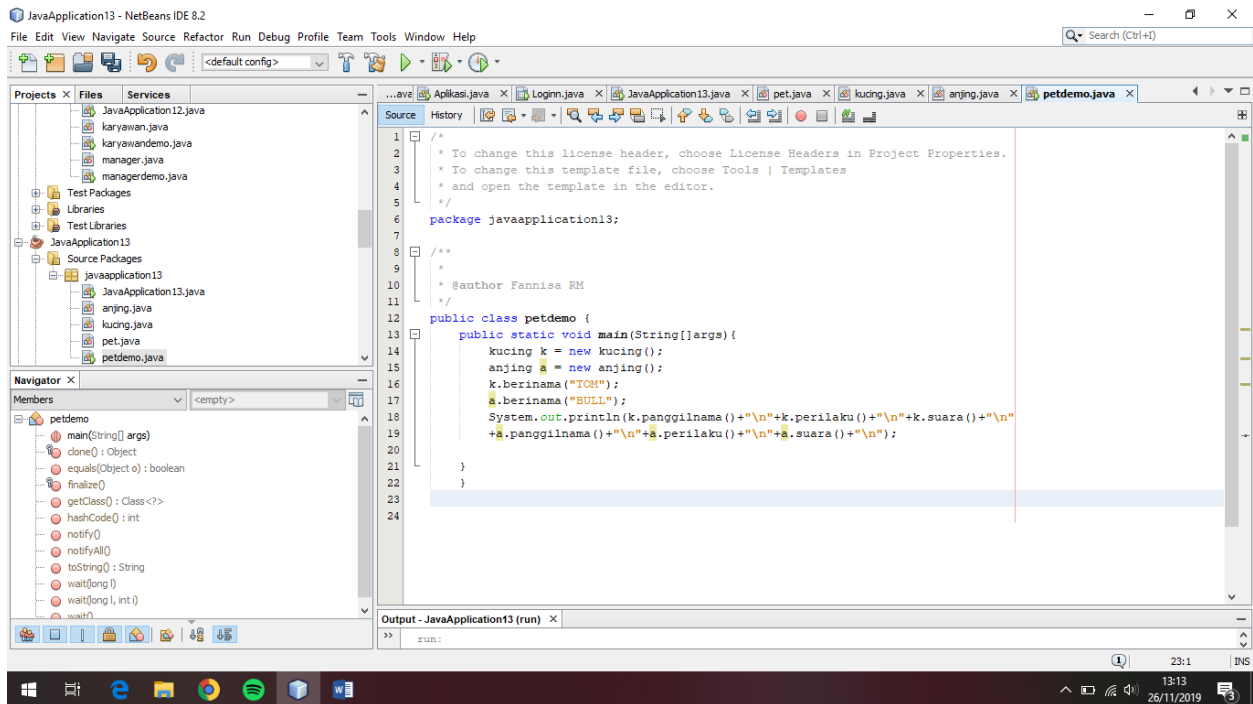 JavaApplication13 - NetBeans IDE 8.2
File Edit View Navigate Source Refactor Run Debug Profile Team Tools Window Help
Search (Ctrl+I)
<default config>
Projects Files Services
JavaApplication12.java
karyawan.java
karyawandemo.java
manager.java
managerdemo.java
Test Packages
Libraries
Test Libraries
JavaApplication13
Source Packages
javaapplication13
JavaApplication13.java
anjing.java
kucing.java
pet.java
petdemo.java
Navigator
Members <empty>
petdemo
main(String[] args)
clone() : Object
equals(Object o) : boolean
finalize()
getClass() : Class<?>
hashCode() : int
notify()
notifyAll()
toString() : String
wait(long l)
wait(long l, int i)
wait()
...ava Aplikasi.java Loginn.java JavaApplication13.java pet.java kucing.java anjing.java petdemo.java
Source History
1 /*
2 * To change this license header, choose License Headers in Project Properties.
3 * To change this template file, choose Tools | Templates
4 * and open the template in the editor.
5 */
6 package javaapplication13;
7
8 /**
9 *
10 * @author Fannisa RM
11 */
12 public class petdemo {
13 public static void main(String[]args){
14 kucing k = new kucing();
15 anjing a = new anjing();
16 k.berinama("TOM");
17 a.berinama("BULL");
18 System.out.println(k.panggilnama()+"\n"+k.perilaku()+"\n"+k.suara()+"\n"
19 +a.panggilnama()+"\n"+a.perilaku()+"\n"+a.suara()+"\n");
20
21 }
22 }
23
24
Output - JavaApplication13 (run)
run:
1
23:1 INS
13:13
26/11/2019
3